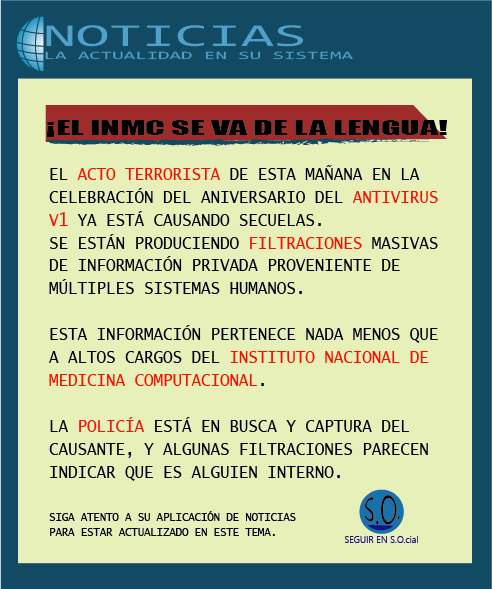 NOTICIAS
LA ACTUALIDAD EN SU SISTEMA
¡EL INMC SE VA DE LA LENGUA!
EL ACTO TERRORISTA DE ESTA MAÑANA EN LA
CELEBRACIÓN DEL ANIVERSARIO DEL ANTIVIRUS
V1 YA ESTÁ CAUSANDO SECUELAS.
SE ESTÁN PRODUCIENDO FILTRACIONES MASIVAS
DE INFORMACIÓN PRIVADA PROVENIENTE DE
MÚLTIPLES SISTEMAS HUMANOS.
ESTA INFORMACIÓN PERTENECE NADA MENOS QUE
A ALTOS CARGOS DEL INSTITUTO NACIONAL DE
MEDICINA COMPUTACIONAL.
LA POLICÍA ESTÁ EN BUSCA Y CAPTURA DEL
CAUSANTE, Y ALGUNAS FILTRACIONES PARECEN
INDICAR QUE ES ALGUIEN INTERNO.
SIGA ATENTO A SU APLICACIÓN DE NOTICIAS
PARA ESTAR ACTUALIZADO EN ESTE TEMA.
S.O.
SEGUIR EN S.O.cial